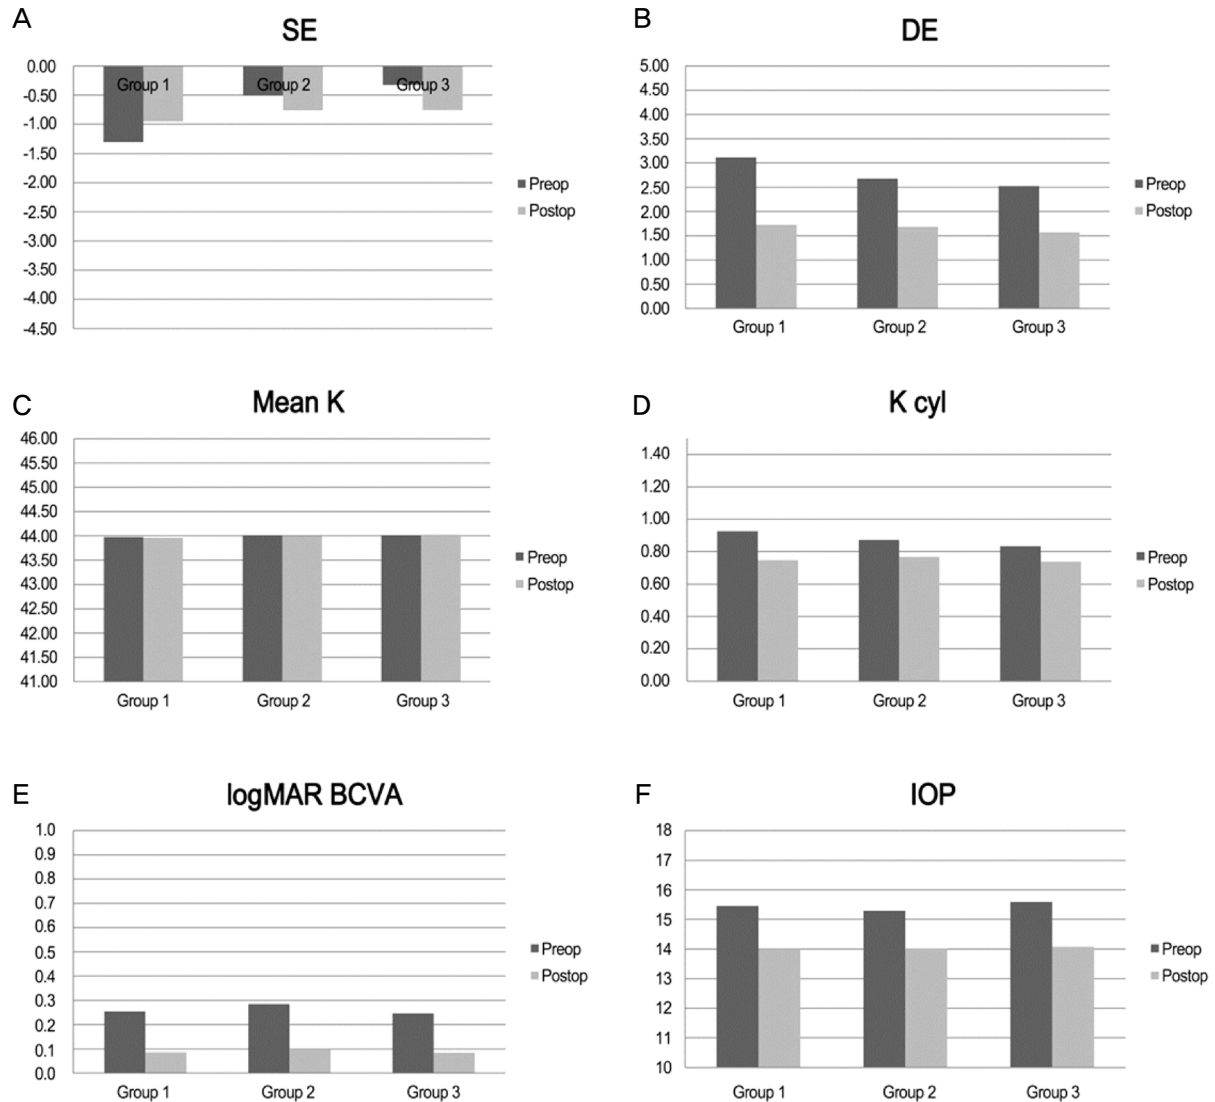 A
SE
0.00
-0.50
-1.00
-1.50
-2.00
-2.50
-3.00
-3.50
-4.00
-4.50
Group 1 Group 2 Group 3
Preop
Postop
B
DE
5.00
4.50
4.00
3.50
3.00
2.50
2.00
1.50
1.00
0.50
0.00
Group 1 Group 2 Group 3
Preop
Postop
C
Mean K
46.00
45.50
45.00
44.50
44.00
43.50
43.00
42.50
42.00
41.50
41.00
Group 1 Group 2 Group 3
Preop
Postop
D
K cyl
1.40
1.20
1.00
0.80
0.60
0.40
0.20
0.00
Group 1 Group 2 Group 3
Preop
Postop
E
logMAR BCVA
1.0
0.9
0.8
0.7
0.6
0.5
0.4
0.3
0.2
0.1
0.0
Group 1 Group 2 Group 3
Preop
Postop
F
IOP
18
17
16
15
14
13
12
11
10
Group 1 Group 2 Group 3
Preop
Postop